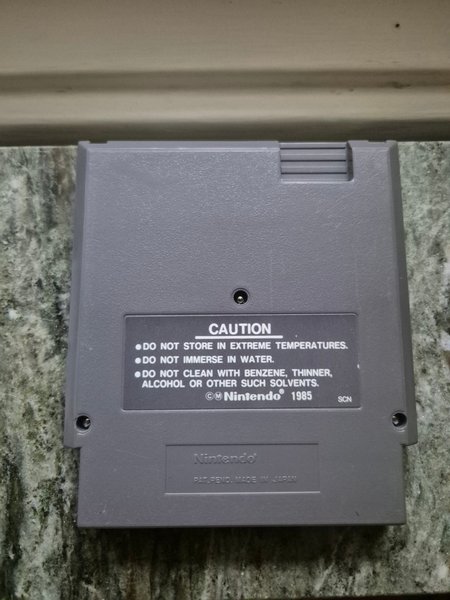 CAUTION
●DO NOT STORE IN EXTREME TEMPERATURES.
●DO NOT IMMERSE IN WATER.
●DO NOT CLEAN WITH BENZENE, THINNER,
ALCOHOL OR OTHER SUCH SOLVENTS.
©Ⓜ Nintendo® 1985 SCN
Nintendo®
PAT. PEND. MADE IN JAPAN